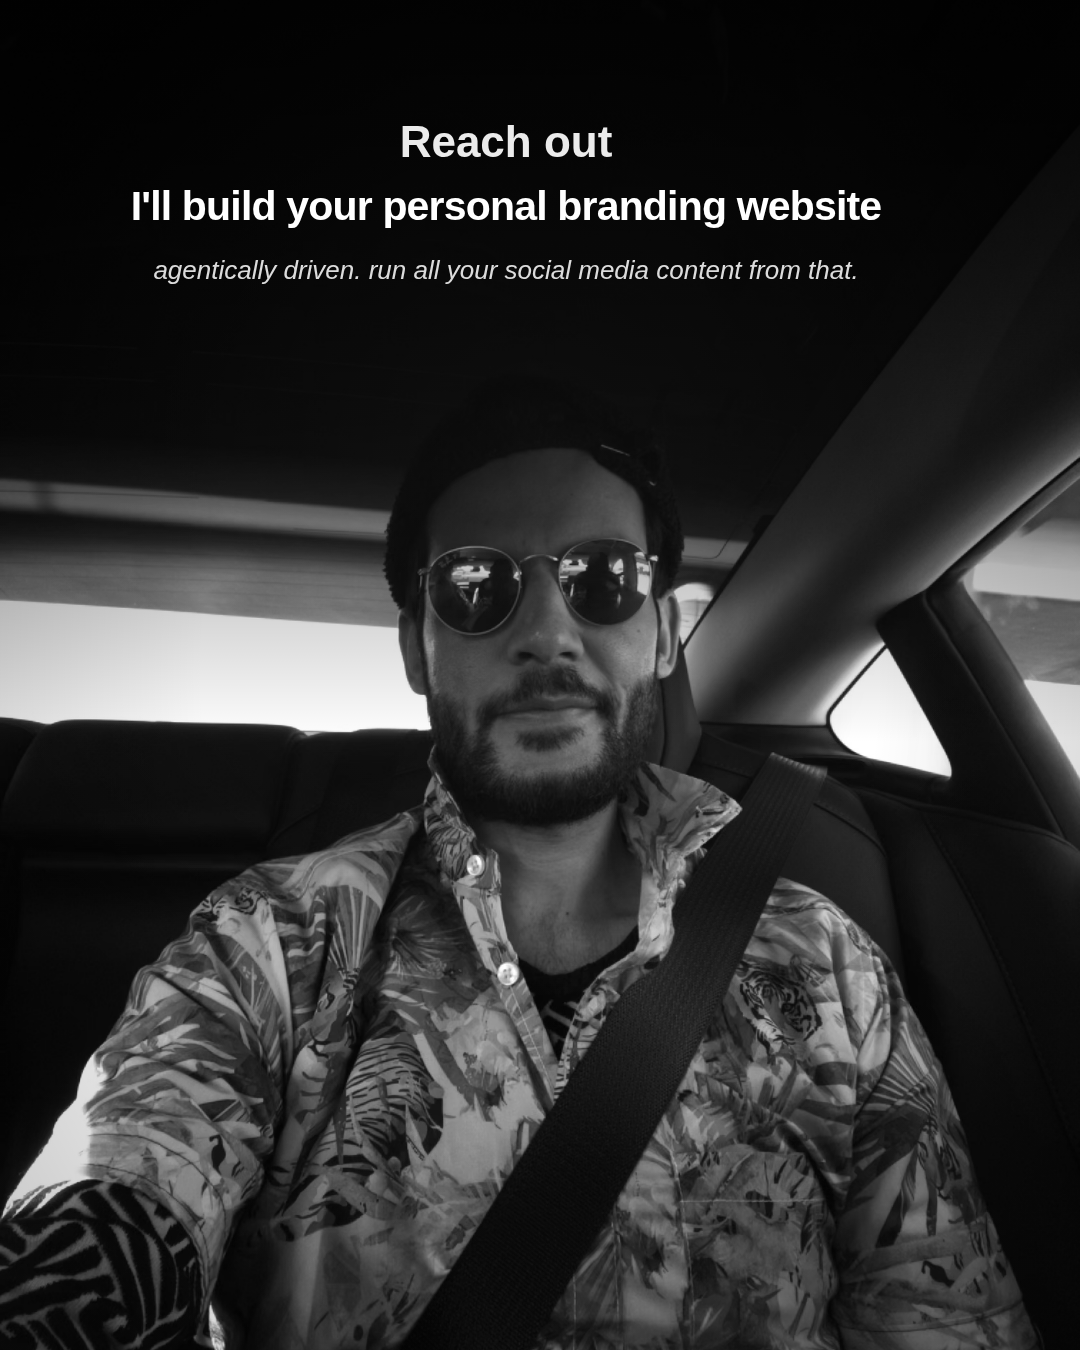 Reach out
I'll build your personal branding website
agentically driven. run all your social media content from that.